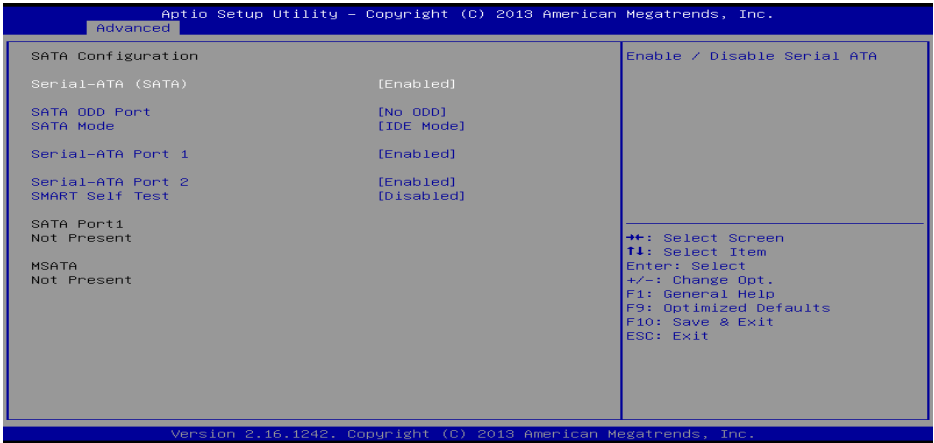 Aptio Setup Utility – Copyright (C) 2013 American Megatrends, Inc.
Advanced
SATA Configuration
Serial-ATA (SATA) [Enabled]
SATA ODD Port [No ODD]
SATA Mode [IDE Mode]
Serial-ATA Port 1 [Enabled]
Serial-ATA Port 2 [Enabled]
SMART Self Test [Disabled]
SATA Port1
Not Present
MSATA
Not Present
Enable / Disable Serial ATA
→←: Select Screen
↑↓: Select Item
Enter: Select
+/-: Change Opt.
F1: General Help
F9: Optimized Defaults
F10: Save & Exit
ESC: Exit
Version 2.16.1242. Copyright (C) 2013 American Megatrends, Inc.